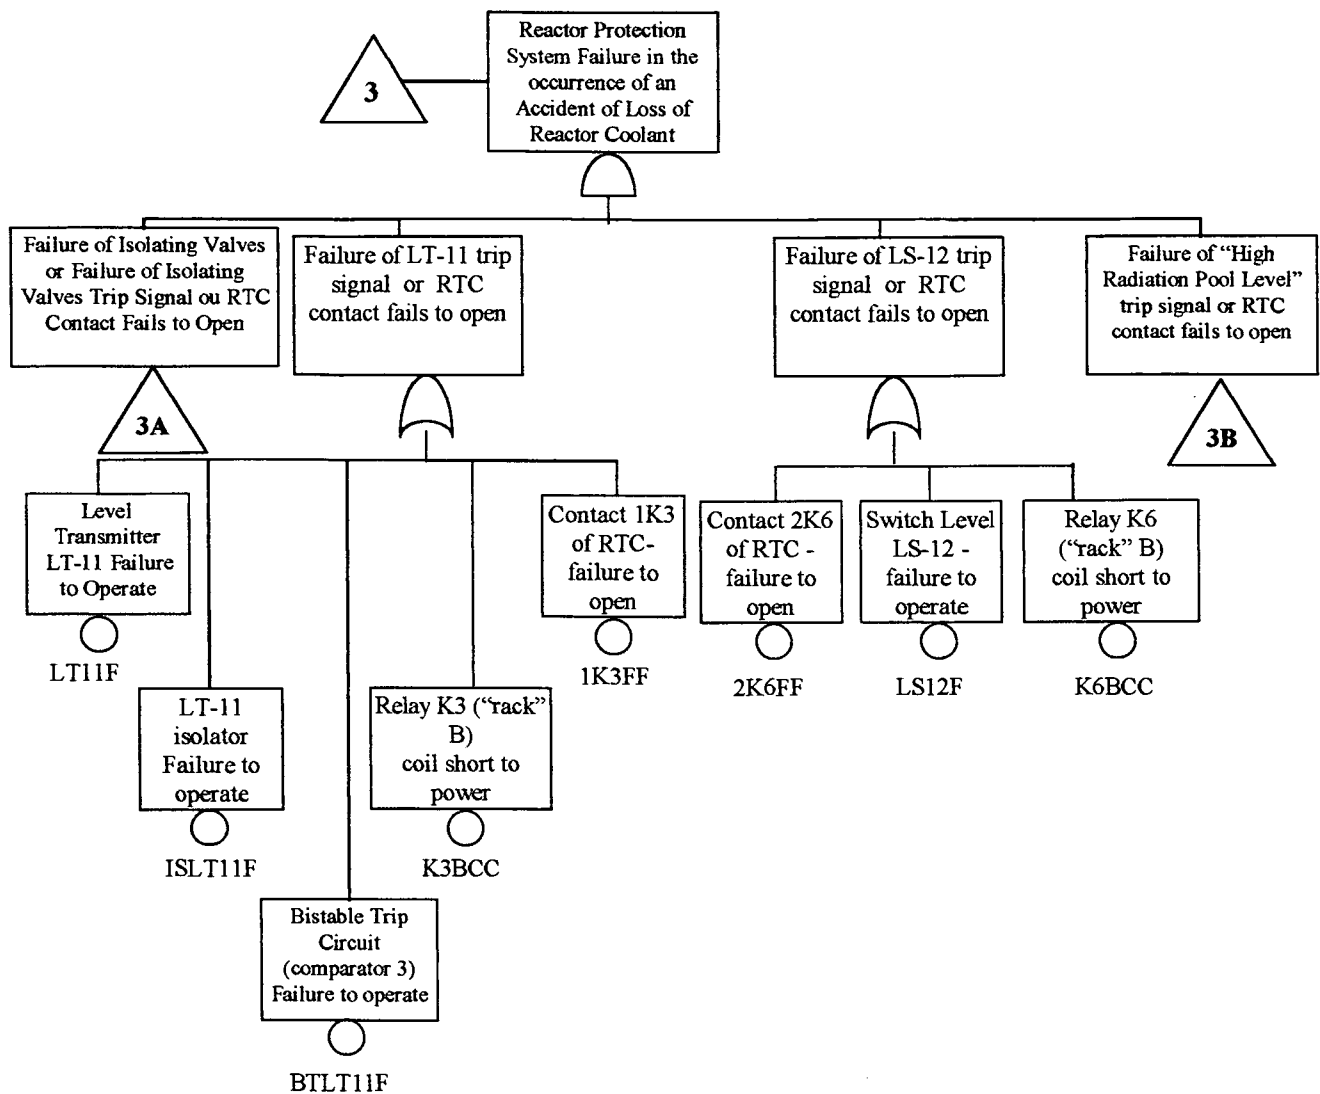 Reactor Protection
System Failure in the
occurrence of an
Accident of Loss of
Reactor Coolant
3
Failure of Isolating Valves
or Failure of Isolating
Valves Trip Signal ou RTC
Contact Fails to Open
Failure of LT-11 trip
signal or RTC
contact fails to open
Failure of LS-12 trip
signal or RTC
contact fails to open
Failure of “High
Radiation Pool Level”
trip signal or RTC
contact fails to open
3A
3B
Level
Transmitter
LT-11 Failure
to Operate
LT11F
Contact 1K3
of RTC-
failure to
open
1K3FF
Contact 2K6
of RTC -
failure to
open
2K6FF
Switch Level
LS-12 -
failure to
operate
LS12F
Relay K6
(“rack” B)
coil short to
power
K6BCC
LT-11
isolator
Failure to
operate
ISLT11F
Relay K3 (“rack”
B)
coil short to
power
K3BCC
Bistable Trip
Circuit
(comparator 3)
Failure to operate
BTLT11F